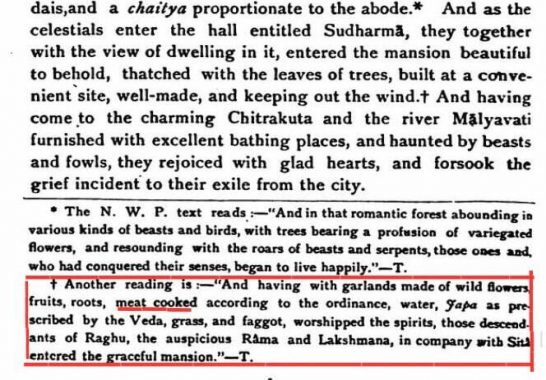 dais, and a chaitya proportionate to the abode.* And as the
celestials enter the hall entitled Sudharmā, they together
with the view of dwelling in it, entered the mansion beautiful
to behold, thatched with the leaves of trees, built at a conve-
nient site, well-made, and keeping out the wind.† And having
come to the charming Chitrakuta and the river Mālyavati
furnished with excellent bathing places, and haunted by beasts
and fowls, they rejoiced with glad hearts, and forsook the
grief incident to their exile from the city.
* The N. W. P. text reads :—"And in that romantic forest abounding in
various kinds of beasts and birds, with trees bearing a profusion of variegated
flowers, and resounding with the roars of beasts and serpents, those ones and,
who had conquered their senses, began to live happily."—T.
† Another reading is :—"And having with garlands made of wild flowers,
fruits, roots, meat cooked according to the ordinance, water, Japa as pre-
scribed by the Veda, grass, and faggot, worshipped the spirits, those descend-
ants of Raghu, the auspicious Rāma and Lakshmana, in company with Sitā
entered the graceful mansion."—T.